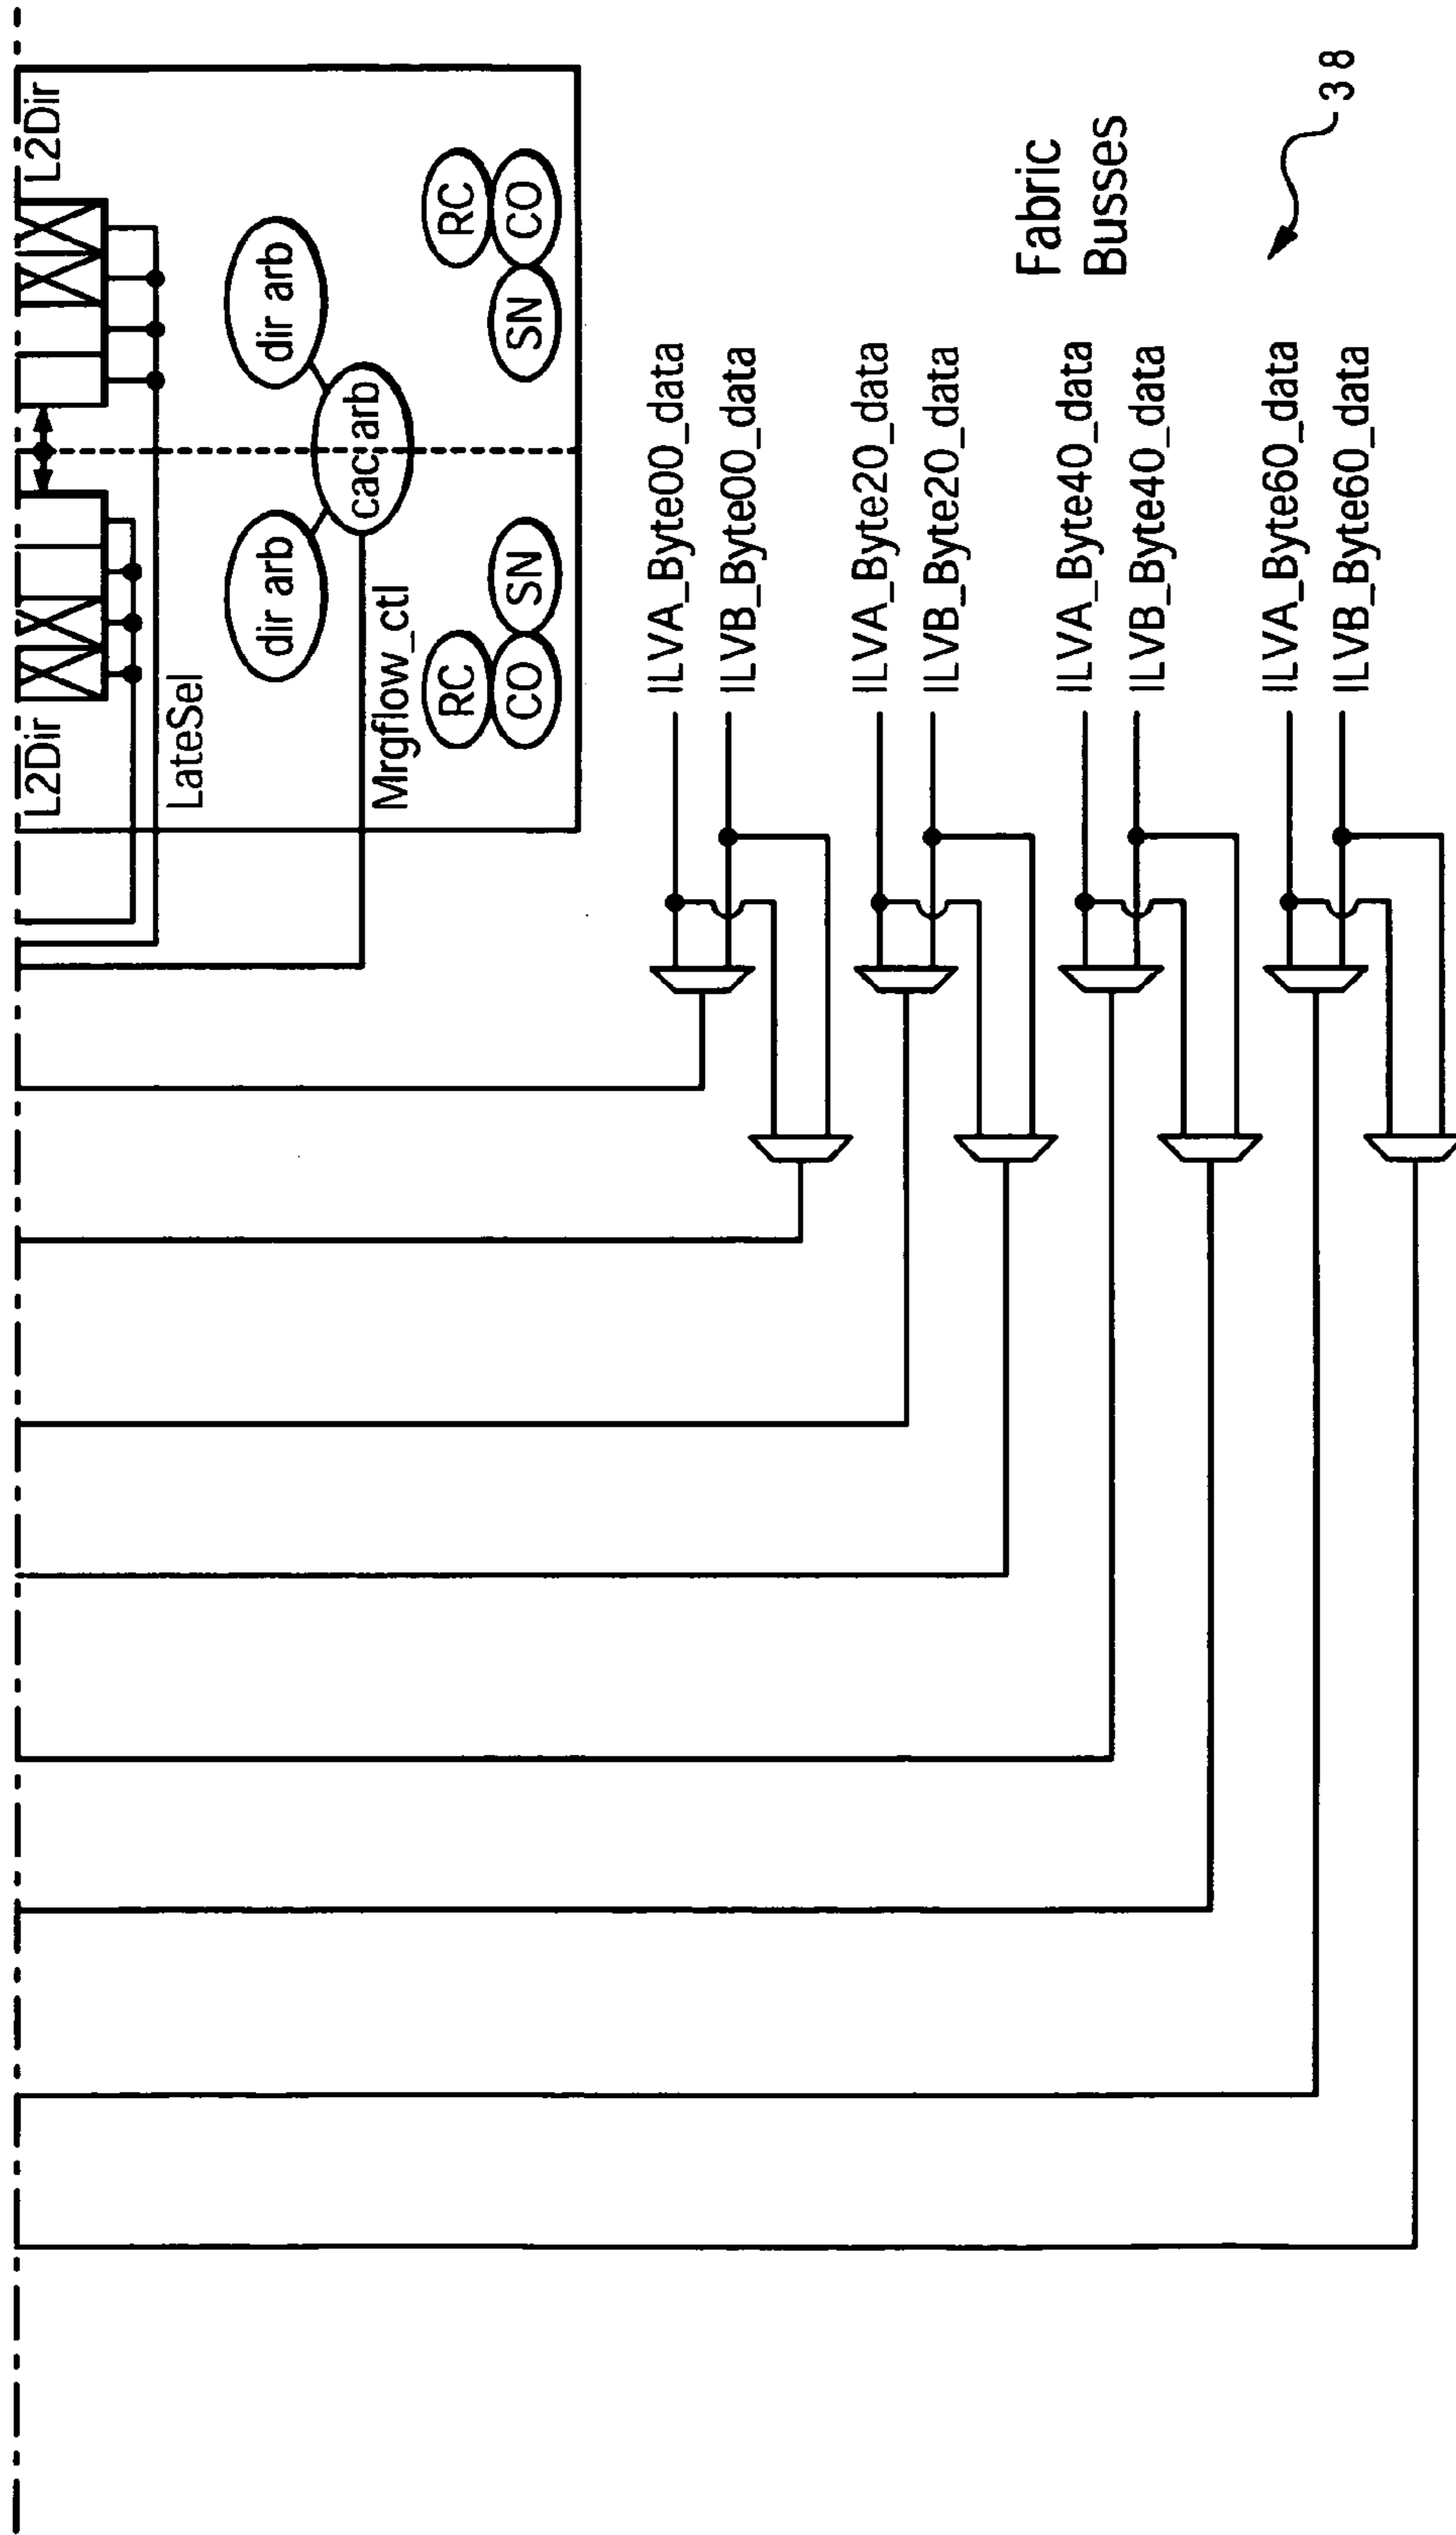 L2Dir
L2Dir
LateSel
dir arb
dir arb
cac arb
Mrgflow_ctl
RC
CO
SN
SN
RC
CO
ILVA_Byte00_data
ILVB_Byte00_data
ILVA_Byte20_data
ILVB_Byte20_data
Fabric
Busses
ILVA_Byte40_data
ILVB_Byte40_data
ILVA_Byte60_data
ILVB_Byte60_data
38